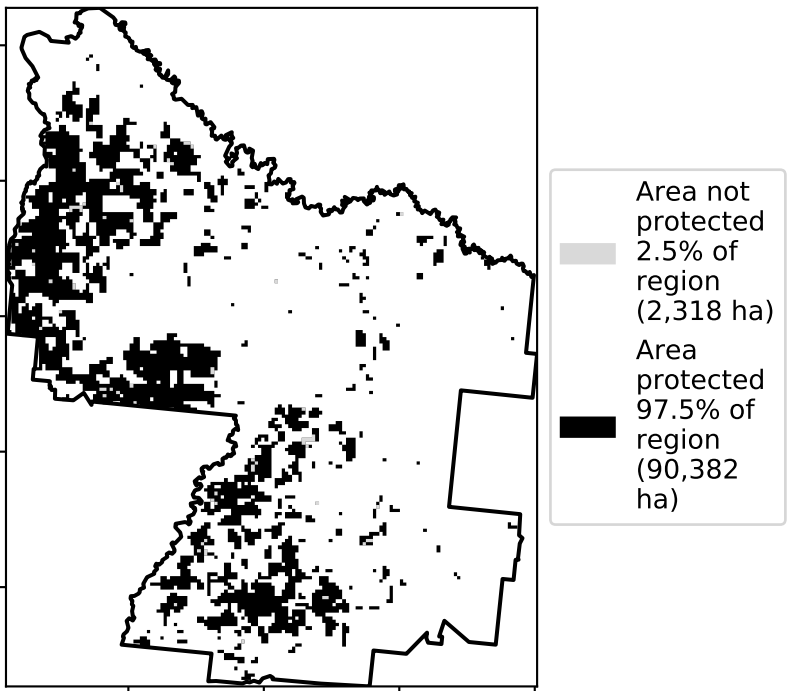 Area not
protected
2.5% of
region
(2,318 ha)
Area
protected
97.5% of
region
(90,382
ha)